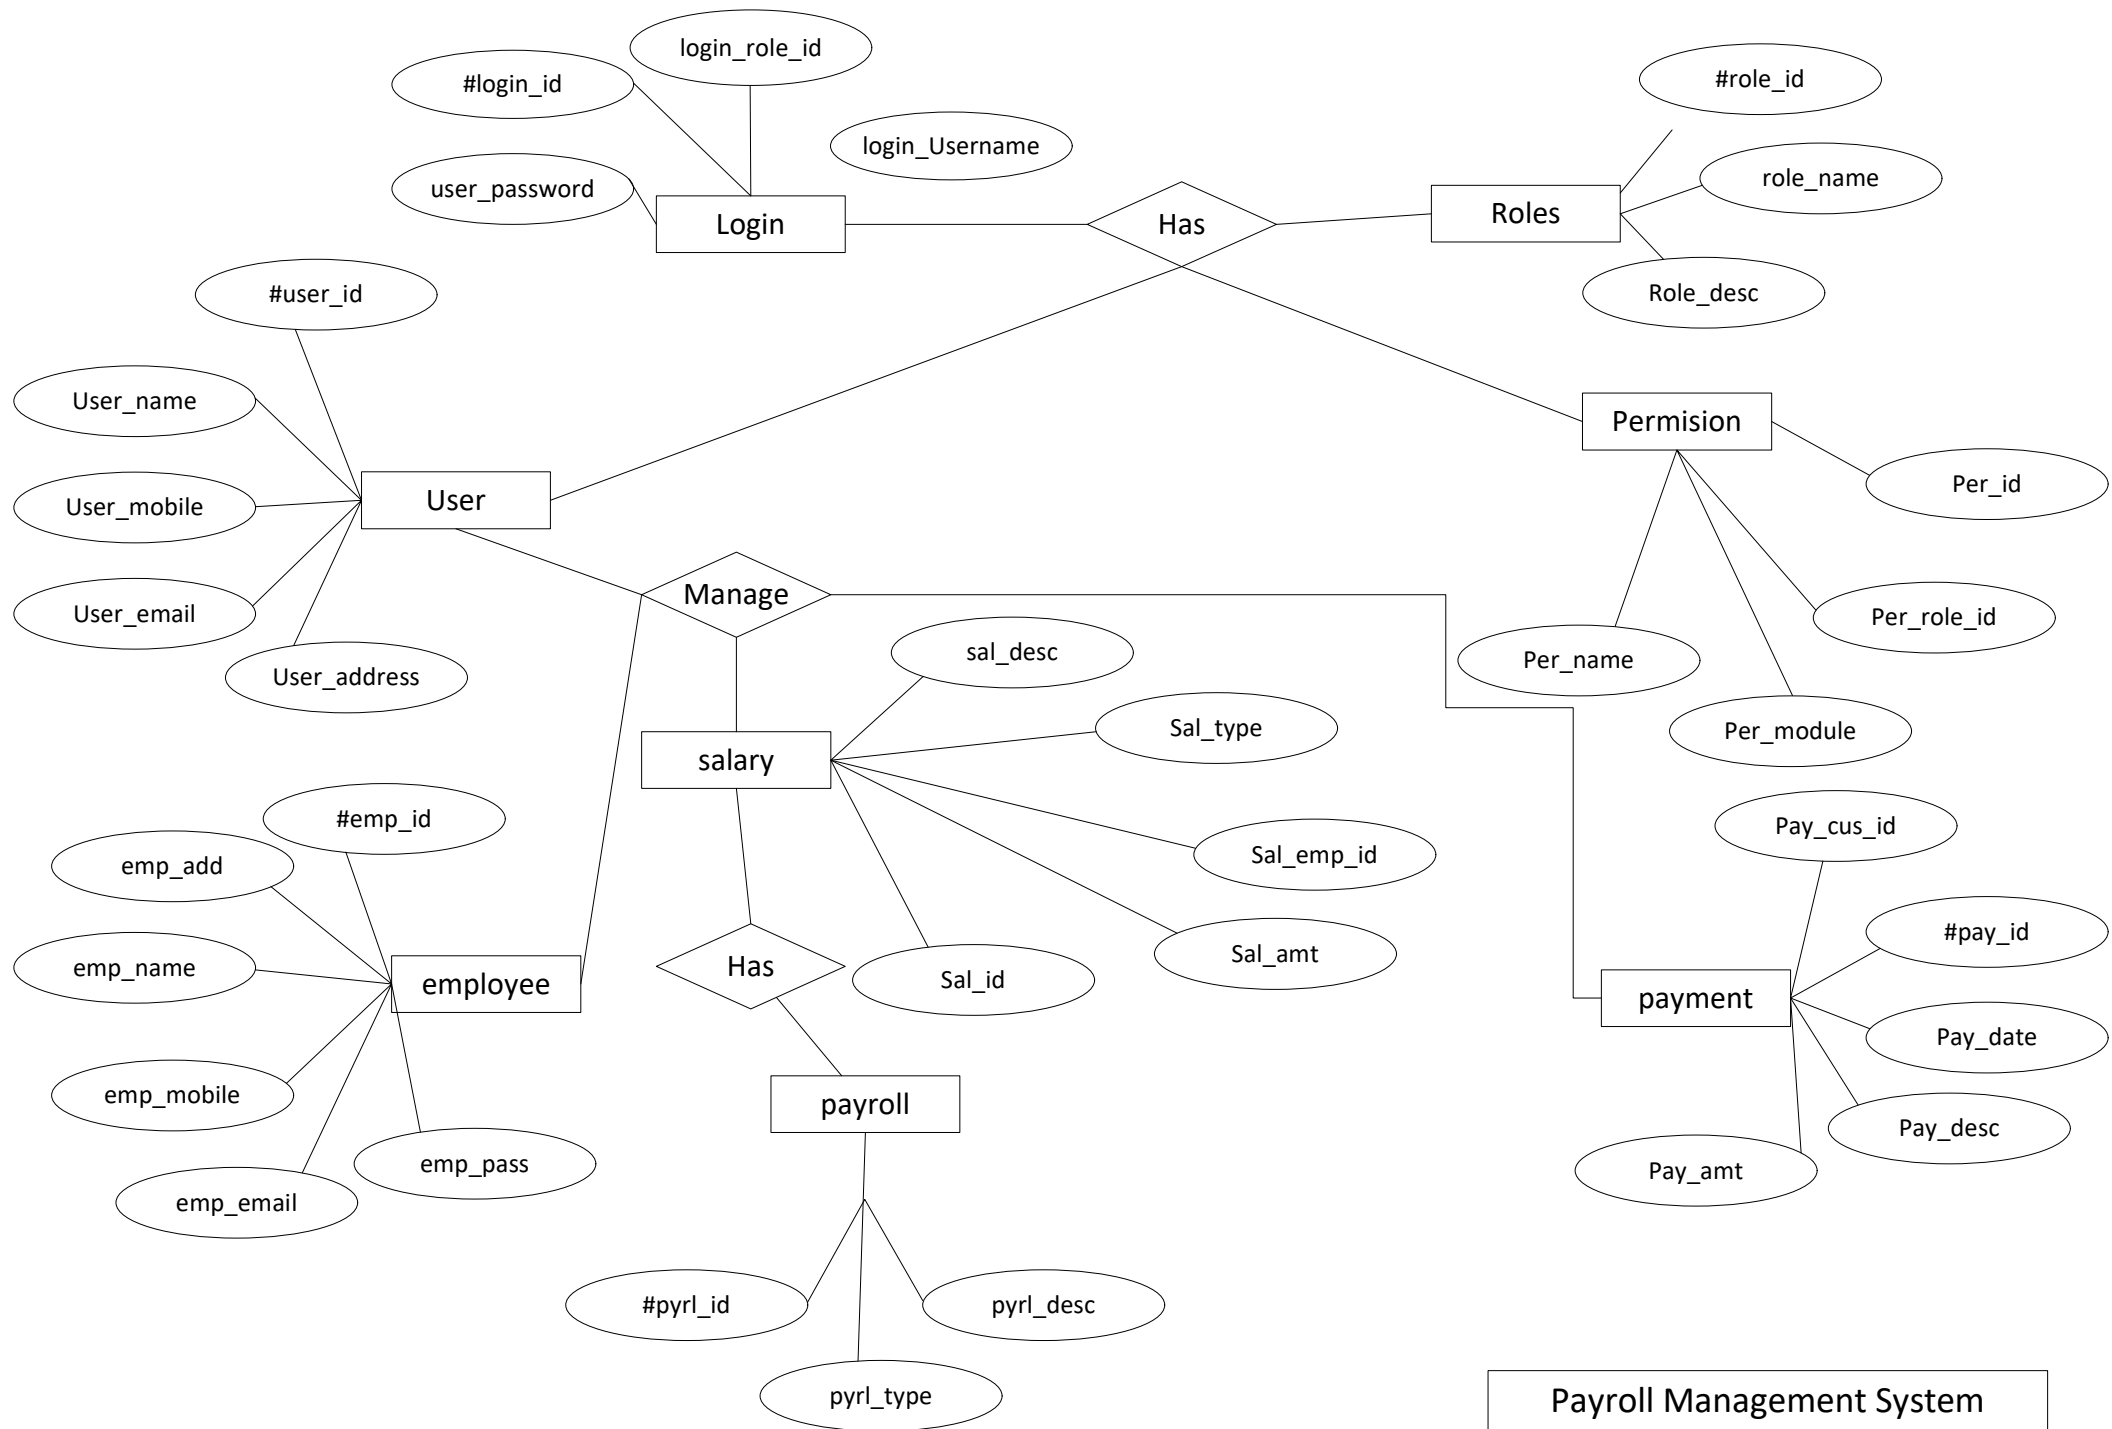 login_role_id
#login_id
#role_id
login_Username
user_password
role_name
Login
Has
Roles
#user_id
Role_desc
User_name
Permision
User
User_mobile
Per_id
Manage
User_email
Per_role_id
sal_desc
Per_name
User_address
Sal_type
Per_module
salary
#emp_id
Pay_cus_id
emp_add
Sal_emp_id
#pay_id
emp_name
Has
Sal_amt
Sal_id
employee
payment
Pay_date
emp_mobile
payroll
Pay_desc
emp_pass
Pay_amt
emp_email
#pyrl_id
pyrl_desc
pyrl_type
Payroll Management System